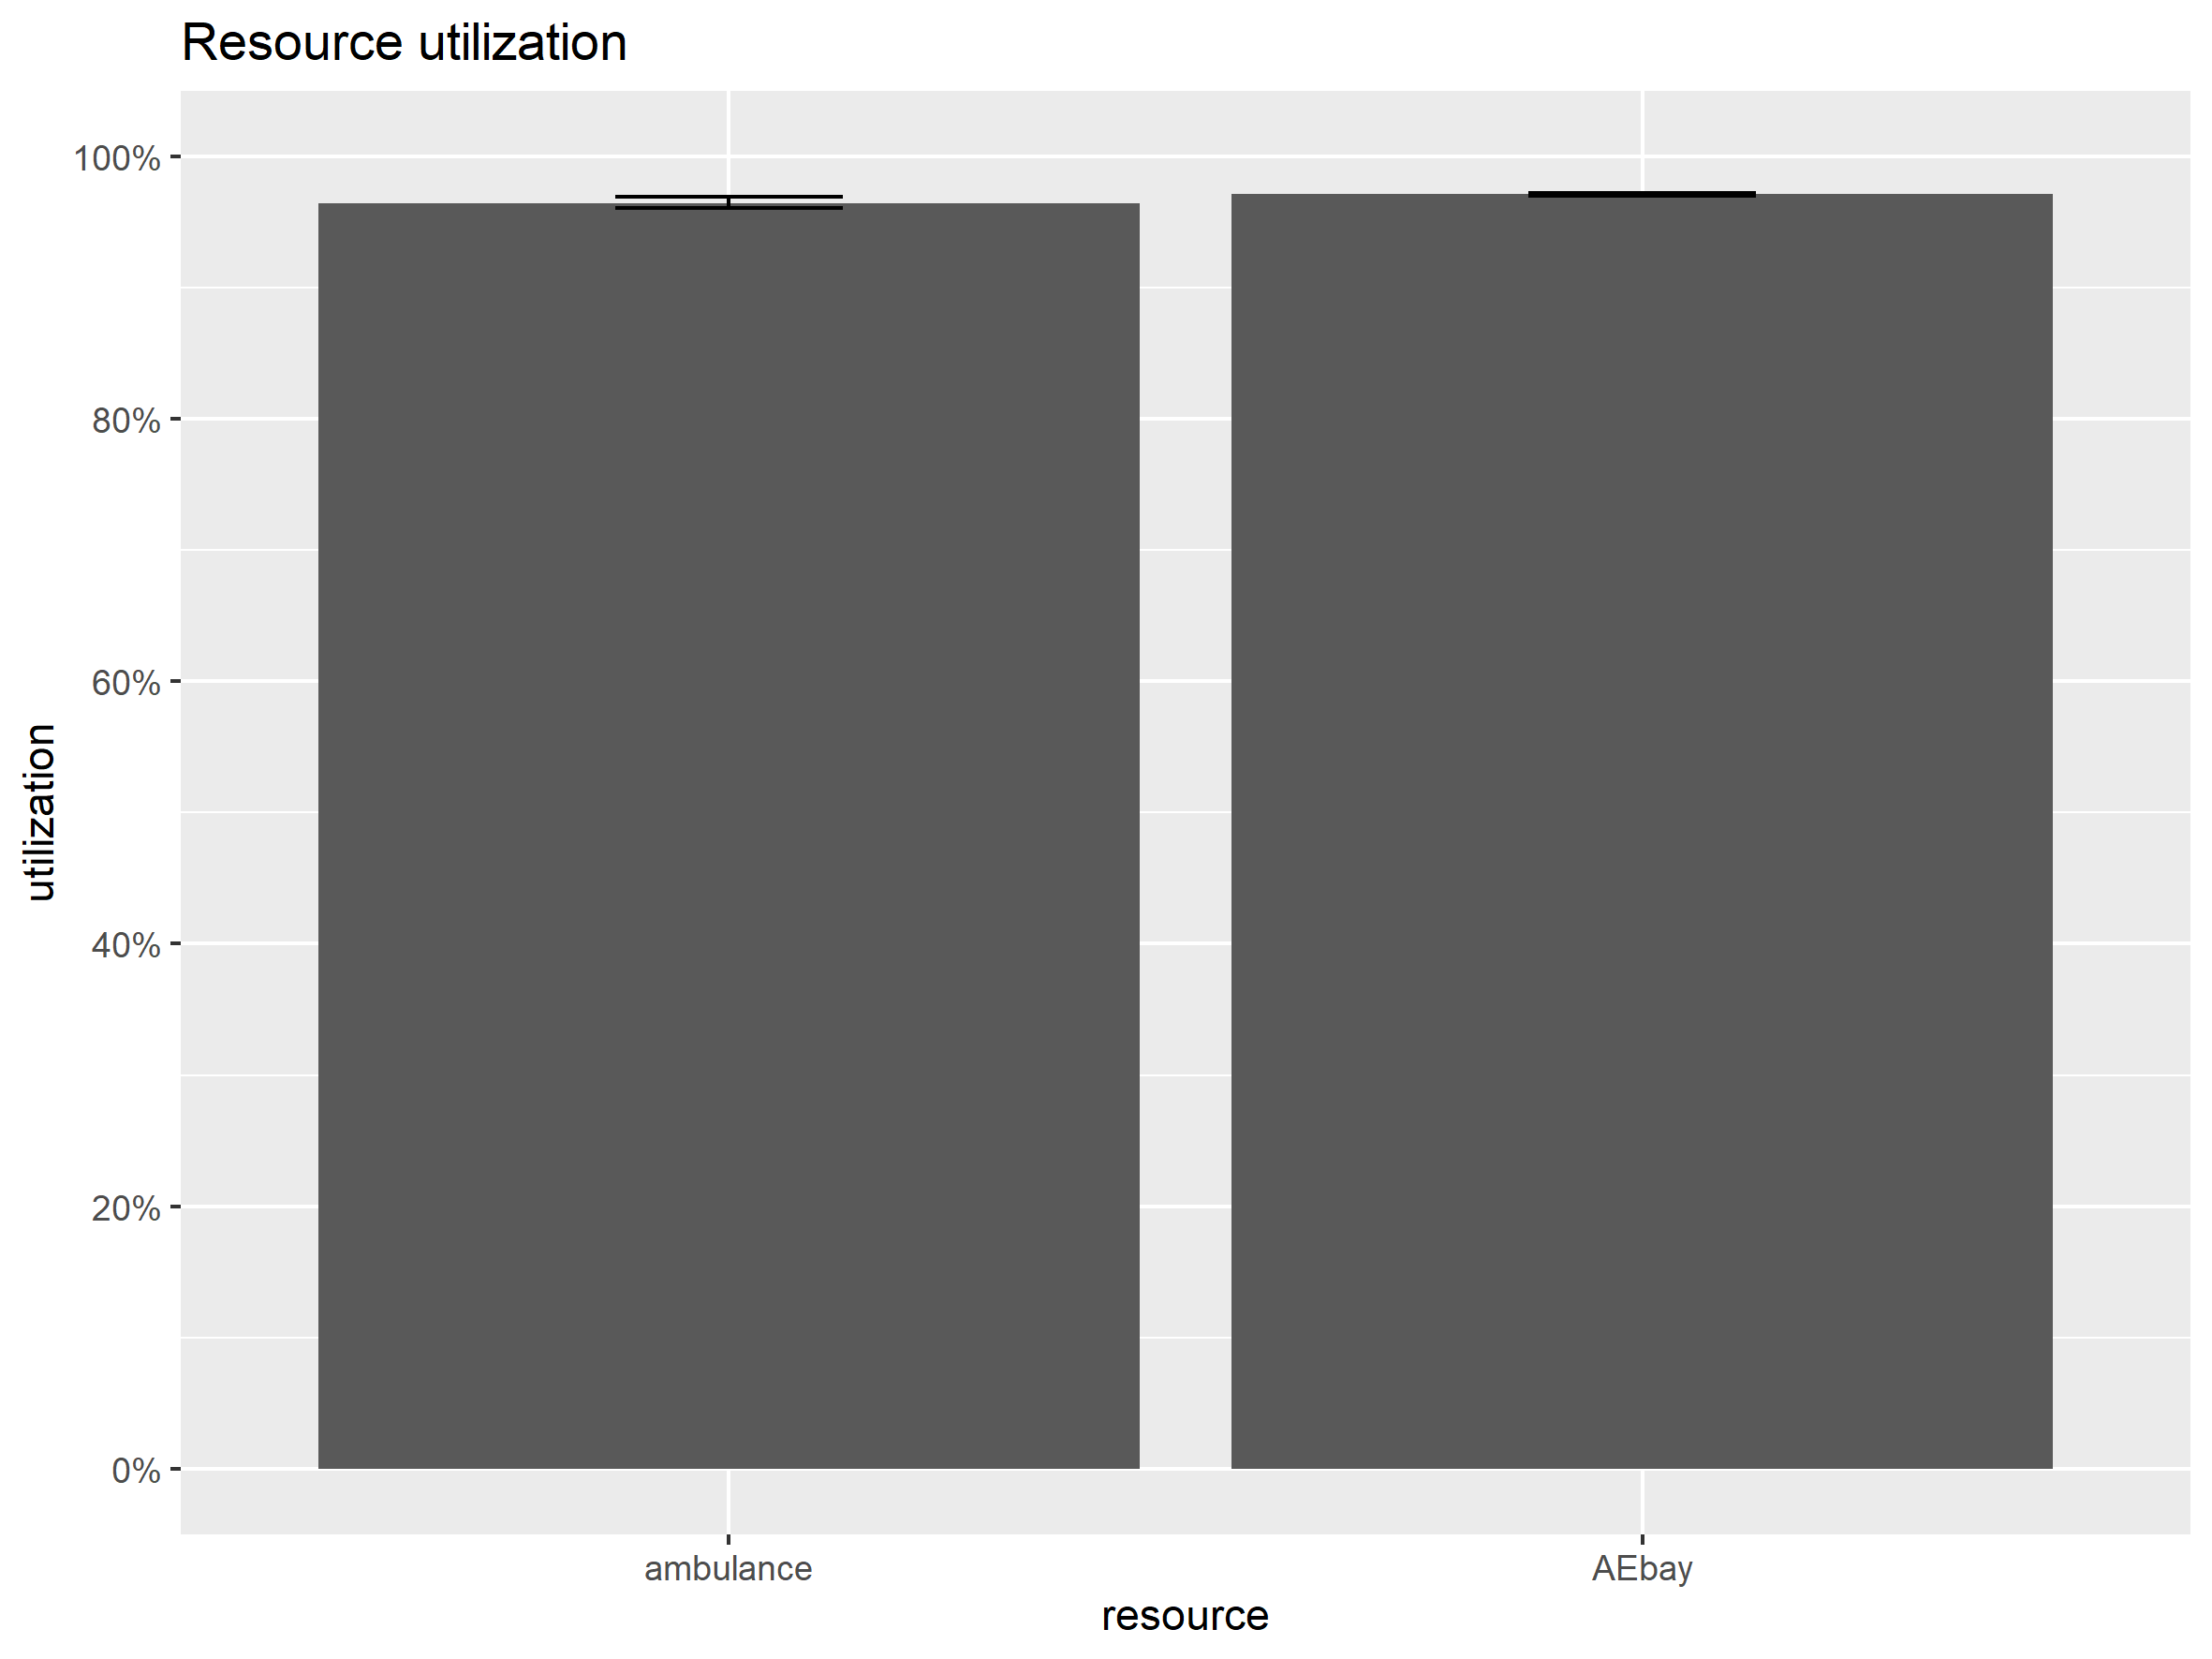 Resource utilization
100%
80%
60%
40%
20%
0%
utilization
ambulance
AEbay
resource